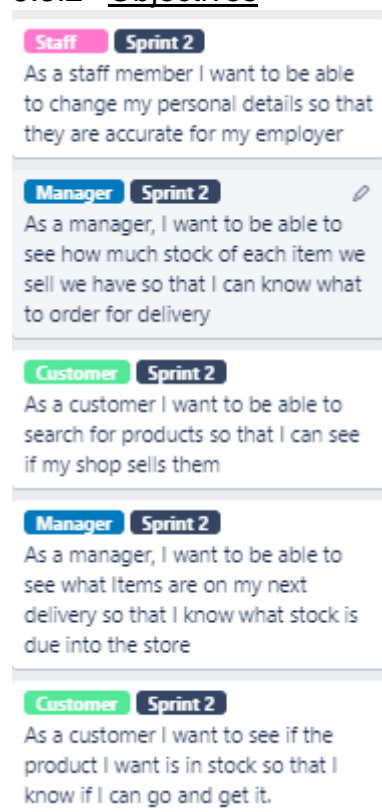 Staff Sprint 2
As a staff member I want to be able
to change my personal details so that
they are accurate for my employer
Manager Sprint 2
As a manager, I want to be able to
see how much stock of each item we
sell we have so that I can know what
to order for delivery
Customer Sprint 2
As a customer I want to be able to
search for products so that I can see
if my shop sells them
Manager Sprint 2
As a manager, I want to be able to
see what Items are on my next
delivery so that I know what stock is
due into the store
Customer Sprint 2
As a customer I want to see if the
product I want is in stock so that I
know if I can go and get it.